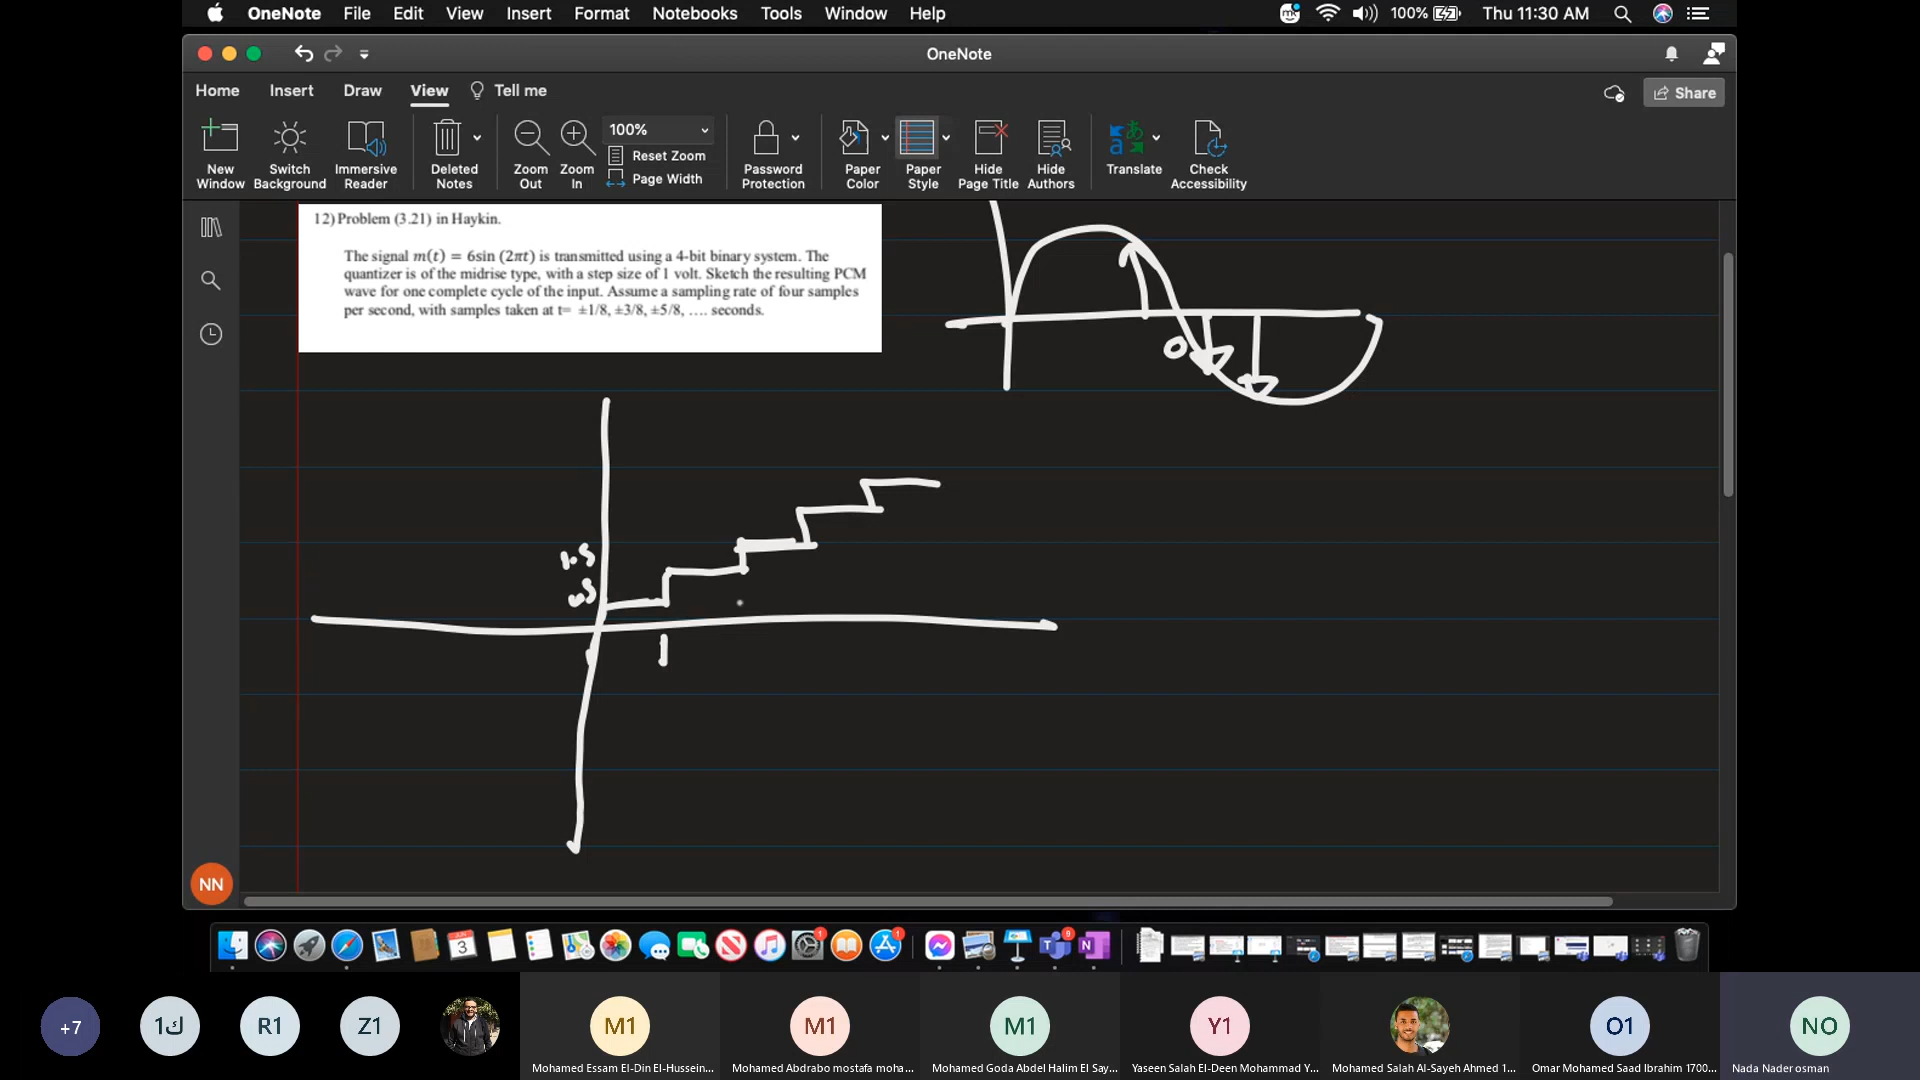 OneNote File Edit View Insert Format Notebooks Tools Window Help
100% Thu 11:30 AM
OneNote
Home Insert Draw View Tell me
Share
New Window
Switch Background
Immersive Reader
Deleted Notes
Zoom Out
Zoom In
100%
Reset Zoom
Page Width
Password Protection
Paper Color
Paper Style
Hide Page Title
Hide Authors
Translate
Check Accessibility
12) Problem (3.21) in Haykin.
The signal m(t) = 6sin (2πt) is transmitted using a 4-bit binary system. The
quantizer is of the midrise type, with a step size of 1 volt. Sketch the resulting PCM
wave for one complete cycle of the input. Assume a sampling rate of four samples
per second, with samples taken at t= ±1/8, ±3/8, ±5/8, …. seconds.
0
1.5
1
NN
3
1
1
9
+7
1ك
R1
Z1
M1
M1
M1
Y1
O1
NO
Mohamed Essam El-Din El-Hussein...
Mohamed Abdrabo mostafa moha...
Mohamed Goda Abdel Halim El Say...
Yaseen Salah El-Deen Mohammad Y...
Mohamed Salah Al-Sayeh Ahmed 1...
Omar Mohamed Saad Ibrahim 1700...
Nada Nader osman